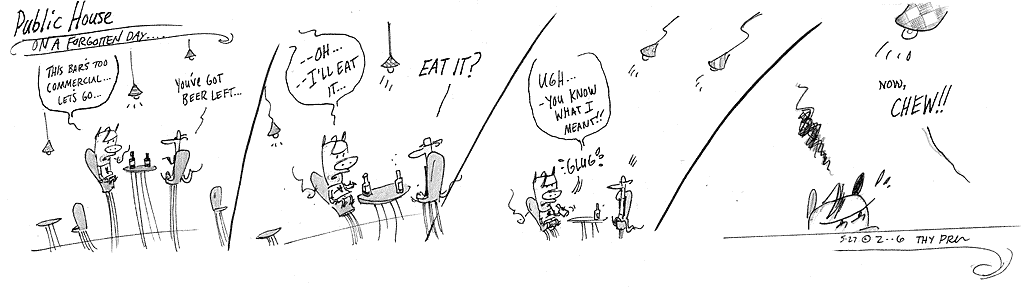 Public House
ON A FORGOTTEN DAY....
THIS BAR'S TOO
COMMERCIAL...
LET'S GO...
YOU'VE GOT
BEER LEFT...
--OH...
--I'LL EAT
IT...
EAT IT?
UGH...
-YOU KNOW
WHAT I
MEANT!!
GLUG?
NOW,
CHEW!!
5-27 © 2..6 THY